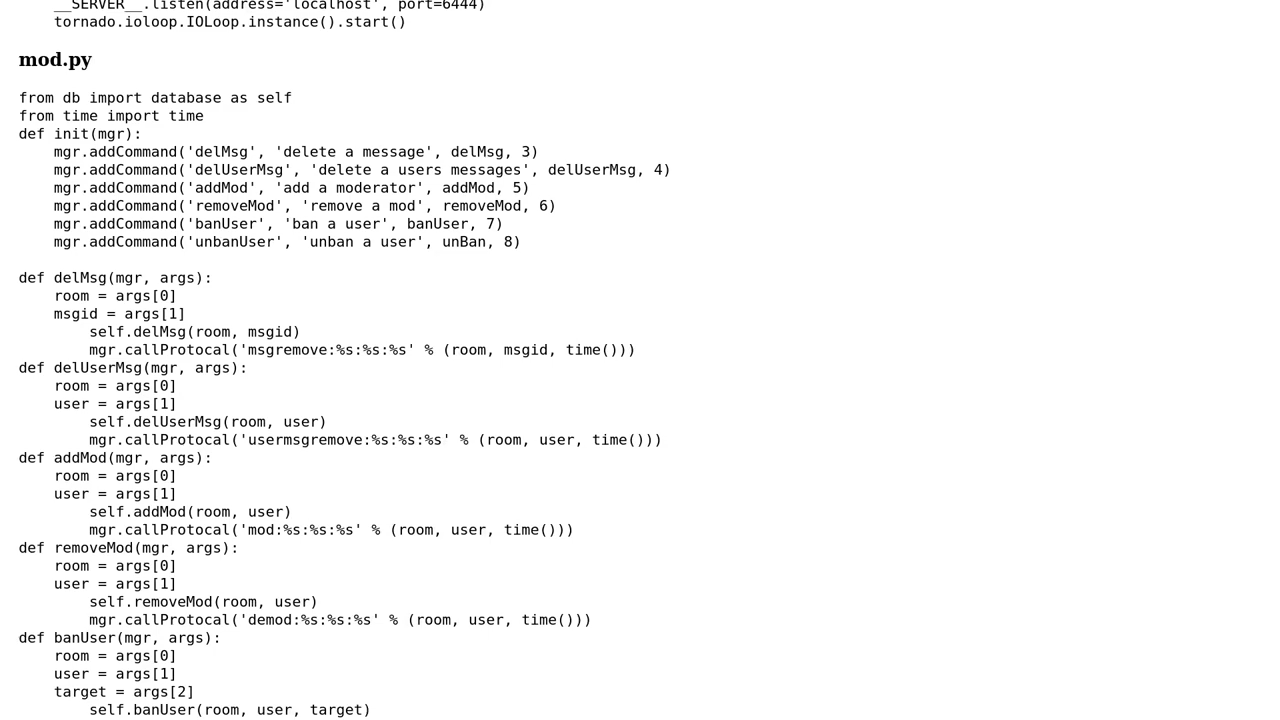 __SERVER__.listen(address='localhost', port=6444)
    tornado.ioloop.IOLoop.instance().start()
mod.py
from db import database as self
from time import time
def init(mgr):
    mgr.addCommand('delMsg', 'delete a message', delMsg, 3)
    mgr.addCommand('delUserMsg', 'delete a users messages', delUserMsg, 4)
    mgr.addCommand('addMod', 'add a moderator', addMod, 5)
    mgr.addCommand('removeMod', 'remove a mod', removeMod, 6)
    mgr.addCommand('banUser', 'ban a user', banUser, 7)
    mgr.addCommand('unbanUser', 'unban a user', unBan, 8)
def delMsg(mgr, args):
    room = args[0]
    msgid = args[1]
        self.delMsg(room, msgid)
        mgr.callProtocal('msgremove:%s:%s:%s' % (room, msgid, time()))
def delUserMsg(mgr, args):
    room = args[0]
    user = args[1]
        self.delUserMsg(room, user)
        mgr.callProtocal('usermsgremove:%s:%s:%s' % (room, user, time()))
def addMod(mgr, args):
    room = args[0]
    user = args[1]
        self.addMod(room, user)
        mgr.callProtocal('mod:%s:%s:%s' % (room, user, time()))
def removeMod(mgr, args):
    room = args[0]
    user = args[1]
        self.removeMod(room, user)
        mgr.callProtocal('demod:%s:%s:%s' % (room, user, time()))
def banUser(mgr, args):
    room = args[0]
    user = args[1]
    target = args[2]
        self.banUser(room, user, target)